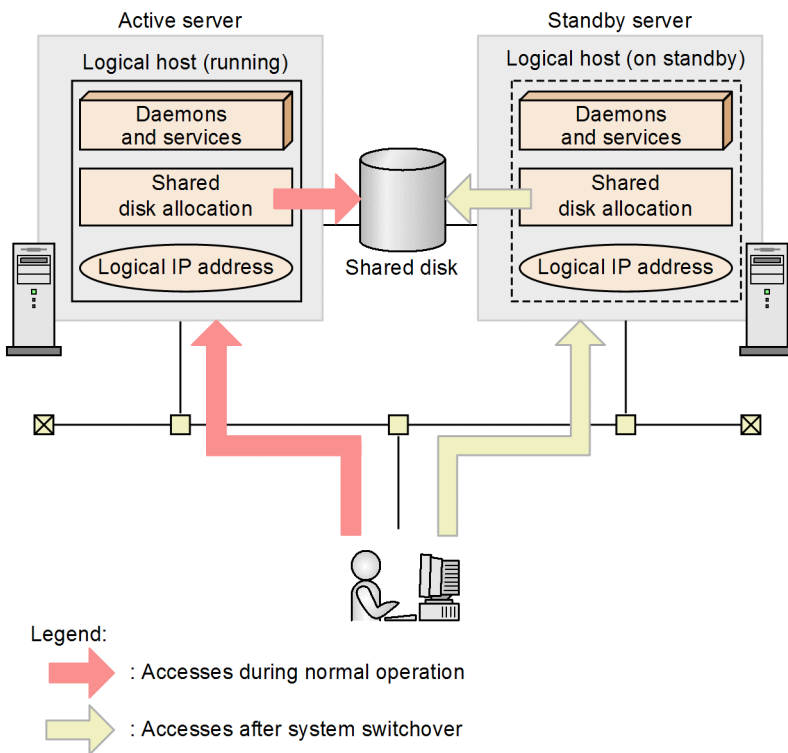 Active server
Standby server
Logical host (running)
Logical host (on standby)
Daemons
and services
Daemons
and services
Shared
disk allocation
Shared
disk allocation
Shared disk
Logical IP address
Logical IP address
Legend:
: Accesses during normal operation
: Accesses after system switchover